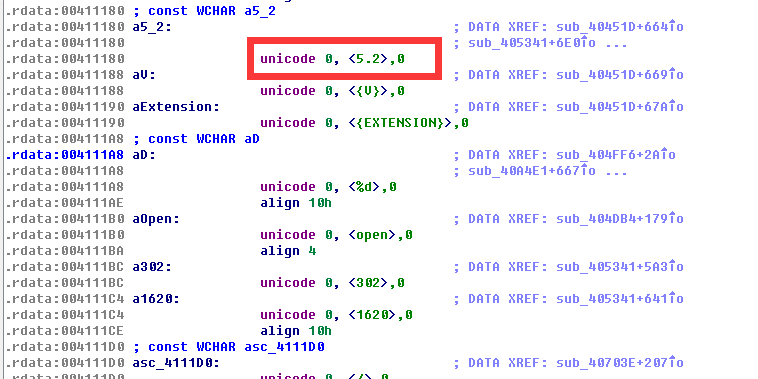 .rdata:00411180 ; const WCHAR a5_2
.rdata:00411180 a5_2: ; DATA XREF: sub_40451D+664↑o
.rdata:00411180 ; sub_405341+6E0↑o ...
.rdata:00411180 unicode 0, <5.2>,0
.rdata:00411188 aV: ; DATA XREF: sub_40451D+669↑o
.rdata:00411188 unicode 0, <{V}>,0
.rdata:00411190 aExtension: ; DATA XREF: sub_40451D+67A↑o
.rdata:00411190 unicode 0, <{EXTENSION}>,0
.rdata:004111A8 ; const WCHAR aD
.rdata:004111A8 aD: ; DATA XREF: sub_404FF6+2A↑o
.rdata:004111A8 ; sub_40A4E1+667↑o ...
.rdata:004111A8 unicode 0, <%d>,0
.rdata:004111AE align 10h
.rdata:004111B0 aOpen: ; DATA XREF: sub_404DB4+179↑o
.rdata:004111B0 unicode 0, <open>,0
.rdata:004111BA align 4
.rdata:004111BC a302: ; DATA XREF: sub_405341+5A3↑o
.rdata:004111BC unicode 0, <302>,0
.rdata:004111C4 a1620: ; DATA XREF: sub_405341+641↑o
.rdata:004111C4 unicode 0, <1620>,0
.rdata:004111CE align 10h
.rdata:004111D0 ; const WCHAR asc_4111D0
.rdata:004111D0 asc_4111D0: ; DATA XREF: sub_40703E+207↑o